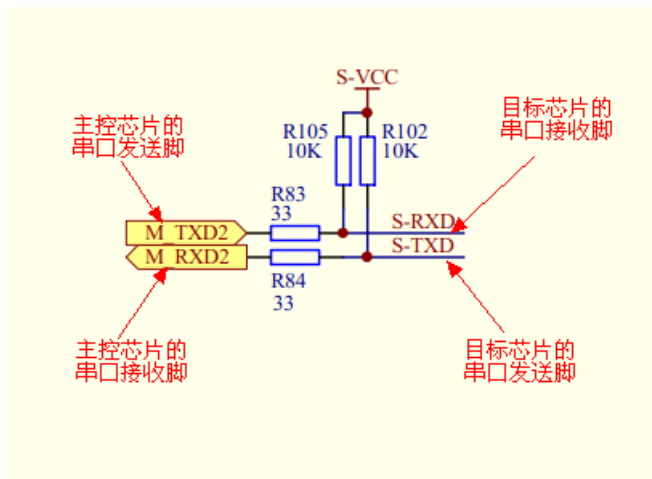 S-VCC
目标芯片的
串口接收脚
主控芯片的
串口发送脚
R105
10K
R102
10K
R83
33
S-RXD
M_TXD2
S-TXD
M_RXD2
R84
33
主控芯片的
串口接收脚
目标芯片的
串口发送脚